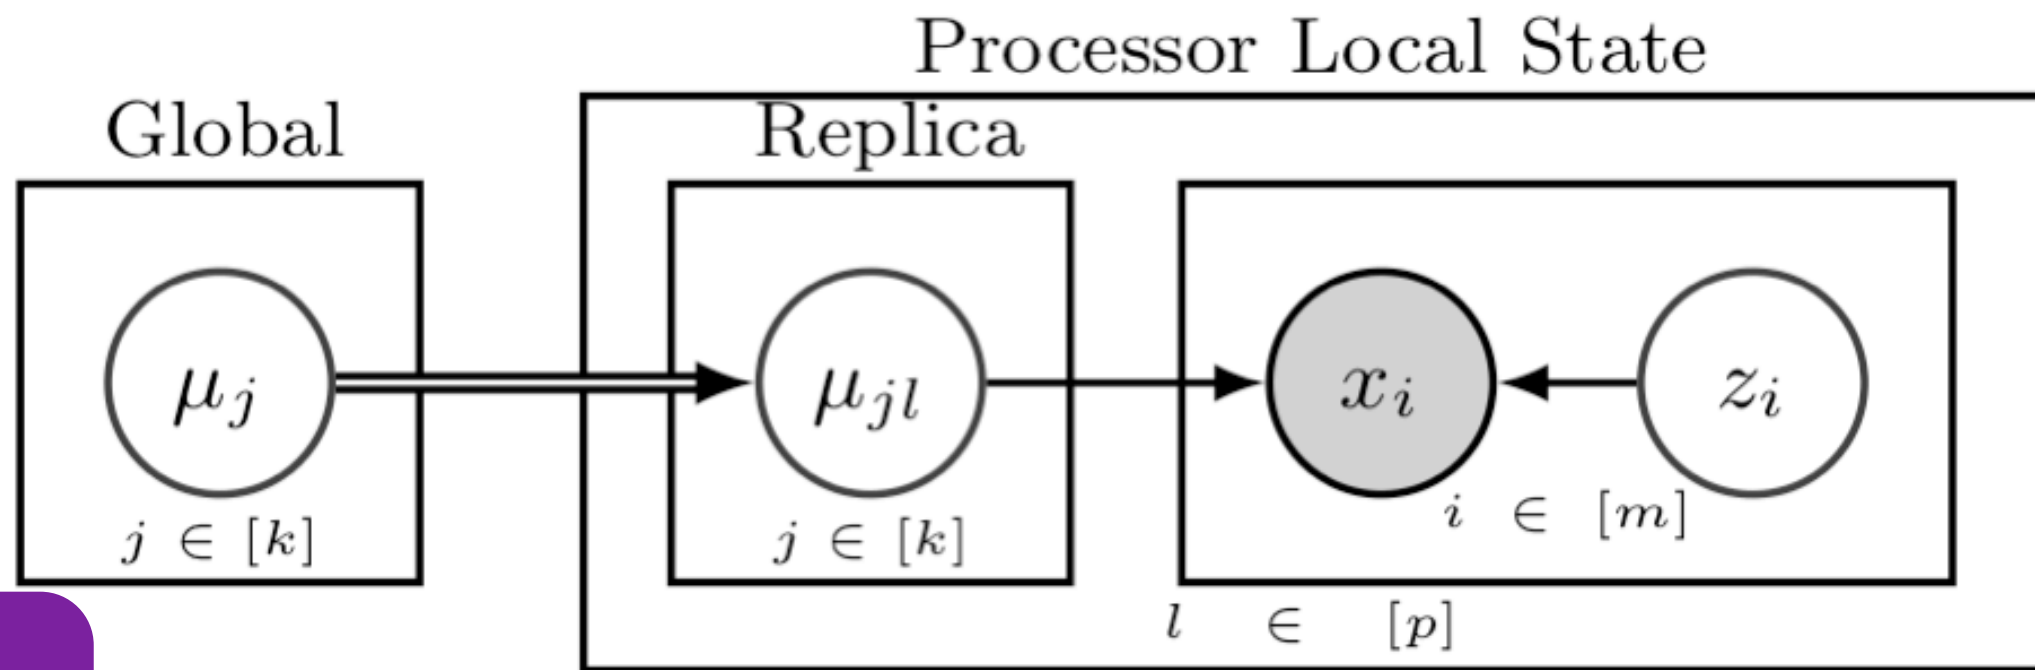 Processor Local State
Global
Replica
μj
μjl
xi
zi
j ∈ [k]
j ∈ [k]
i ∈ [m]
l ∈ [p]